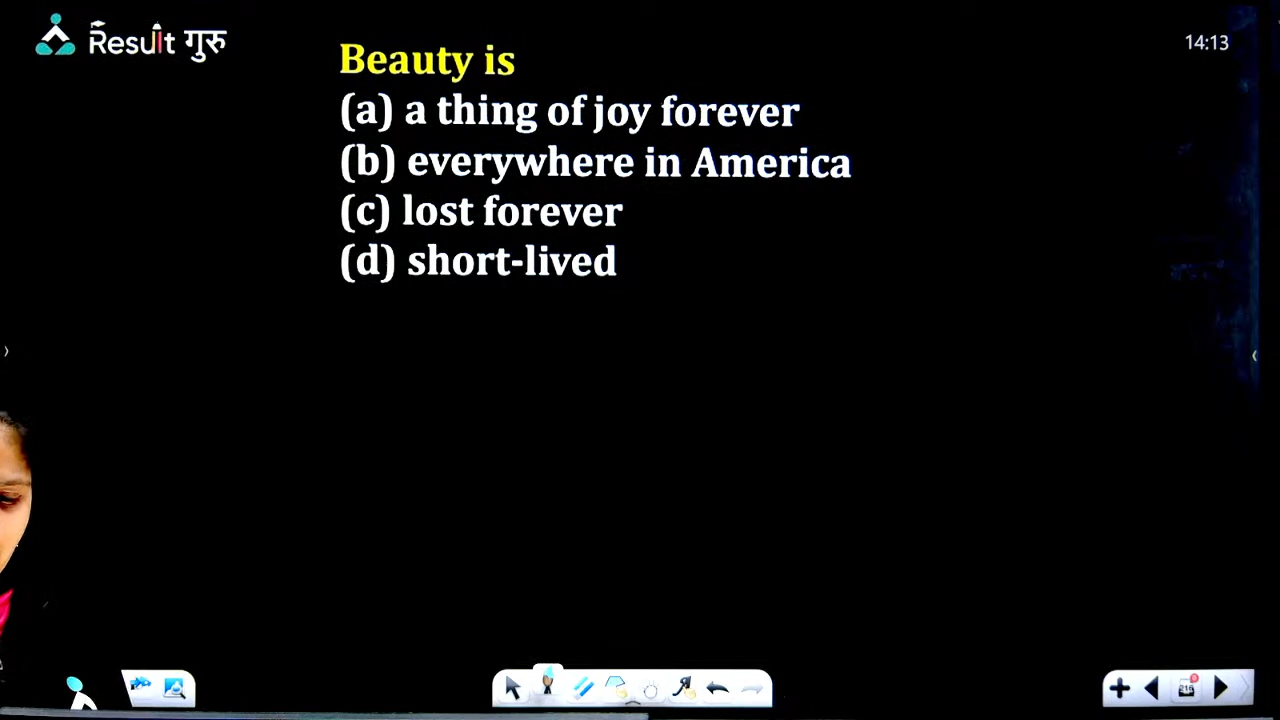 Result गुरु
14:13
Beauty is
(a) a thing of joy forever
(b) everywhere in America
(c) lost forever
(d) short-lived